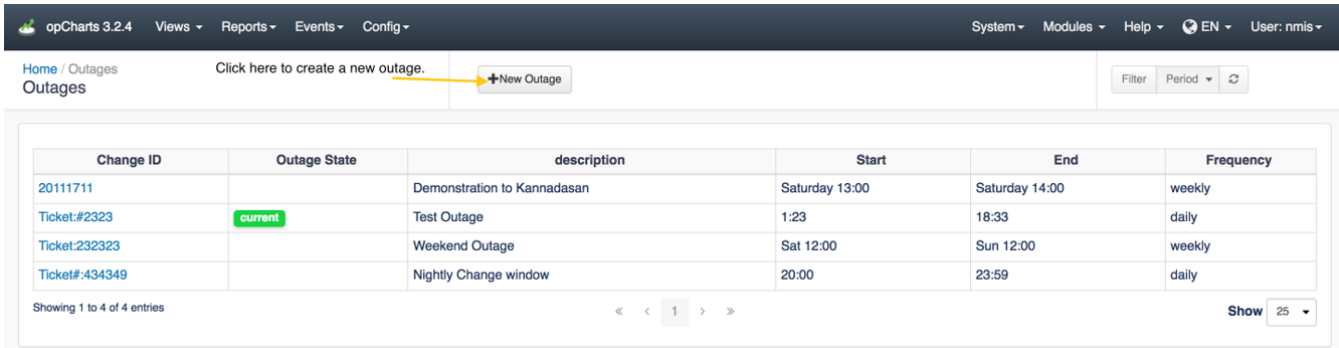 opCharts 3.2.4 Views Reports Events Config System Modules Help EN User: nmis
Home / Outages Click here to create a new outage.
Outages New Outage Filter Period
Change ID Outage State description Start End Frequency
20111711 Demonstration to Kannadasan Saturday 13:00 Saturday 14:00 weekly
Ticket:#2323 current Test Outage 1:23 18:33 daily
Ticket:232323 Weekend Outage Sat 12:00 Sun 12:00 weekly
Ticket#:434349 Nightly Change window 20:00 23:59 daily
Showing 1 to 4 of 4 entries « < 1 > » Show 25